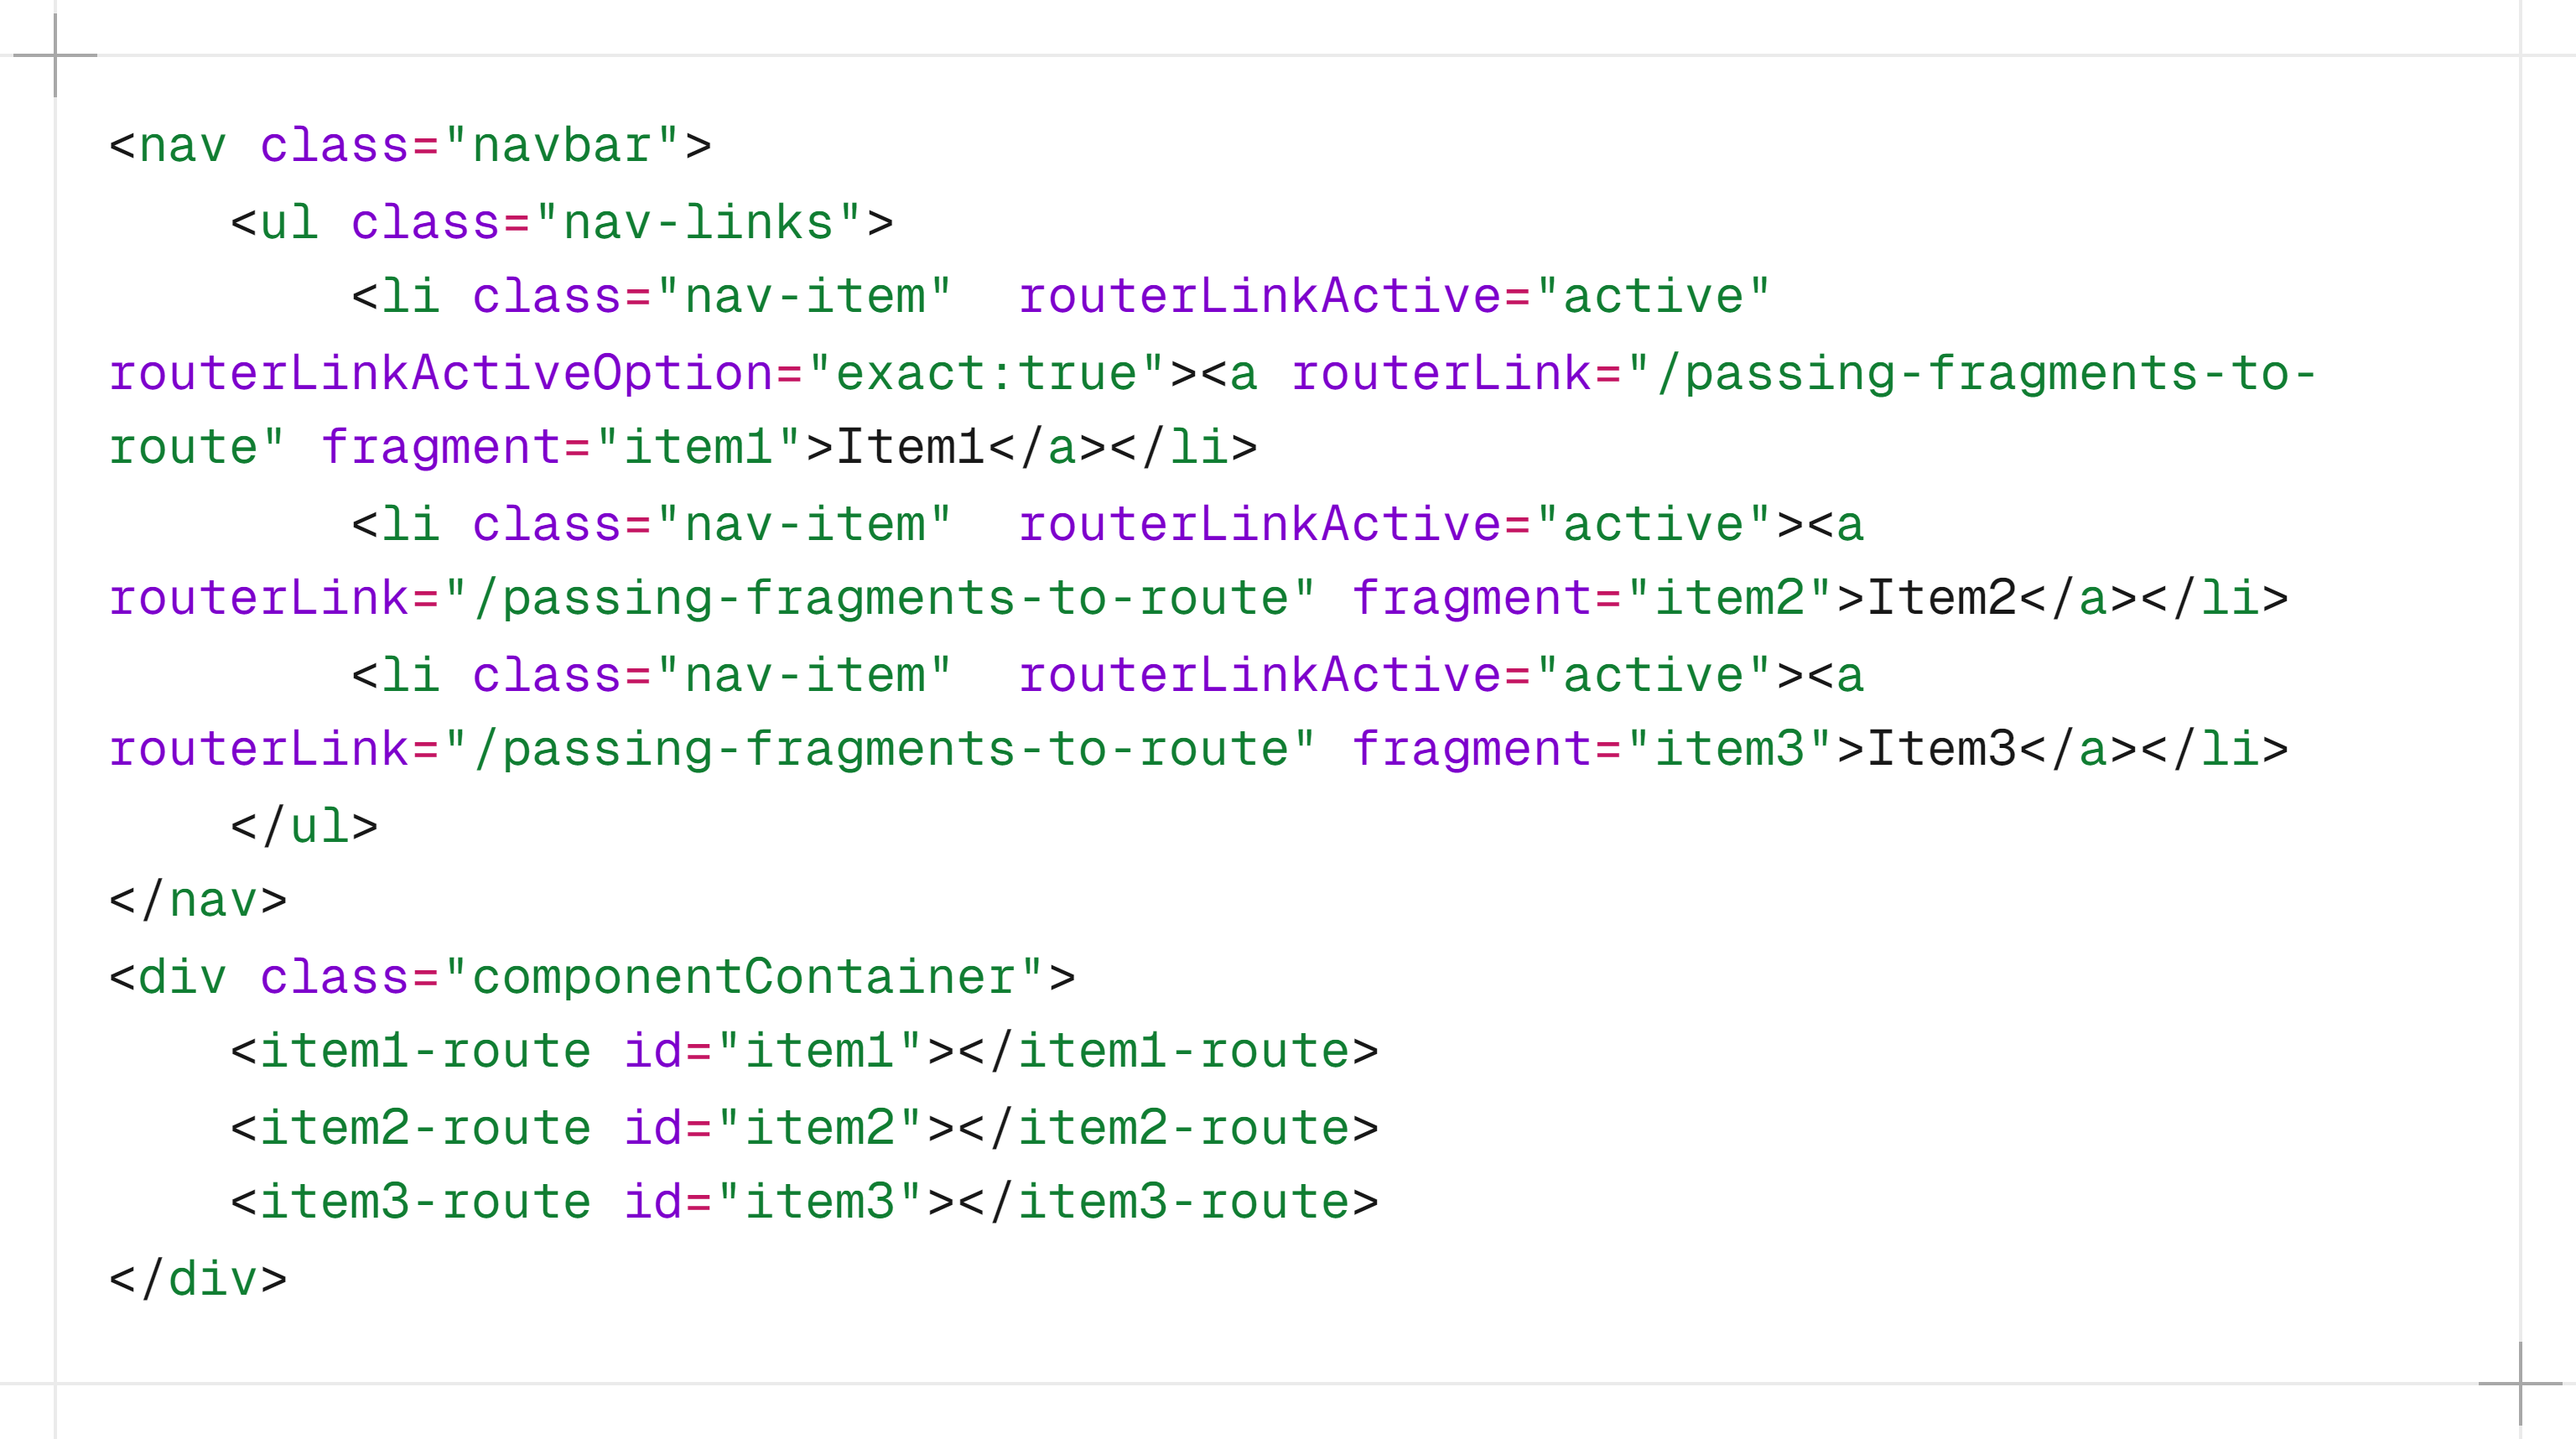 <nav class="navbar">
    <ul class="nav-links">
        <li class="nav-item"  routerLinkActive="active"
routerLinkActiveOption="exact:true"><a routerLink="/passing-fragments-to-
route" fragment="item1">Item1</a></li>
        <li class="nav-item"  routerLinkActive="active"><a
routerLink="/passing-fragments-to-route" fragment="item2">Item2</a></li>
        <li class="nav-item"  routerLinkActive="active"><a
routerLink="/passing-fragments-to-route" fragment="item3">Item3</a></li>
    </ul>
</nav>
<div class="componentContainer">
    <item1-route id="item1"></item1-route>
    <item2-route id="item2"></item2-route>
    <item3-route id="item3"></item3-route>
</div>